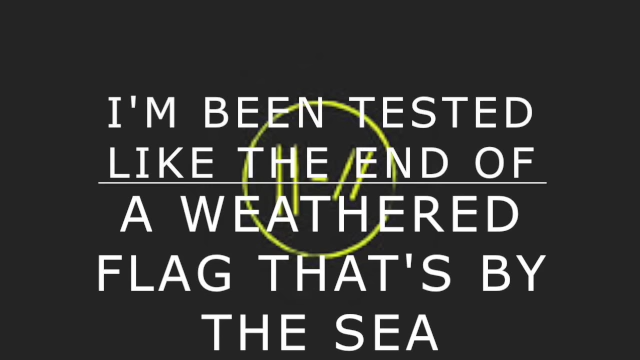 I'M BEEN TESTED
LIKE THE END OF
A WEATHERED
FLAG THAT'S BY
THE SEA